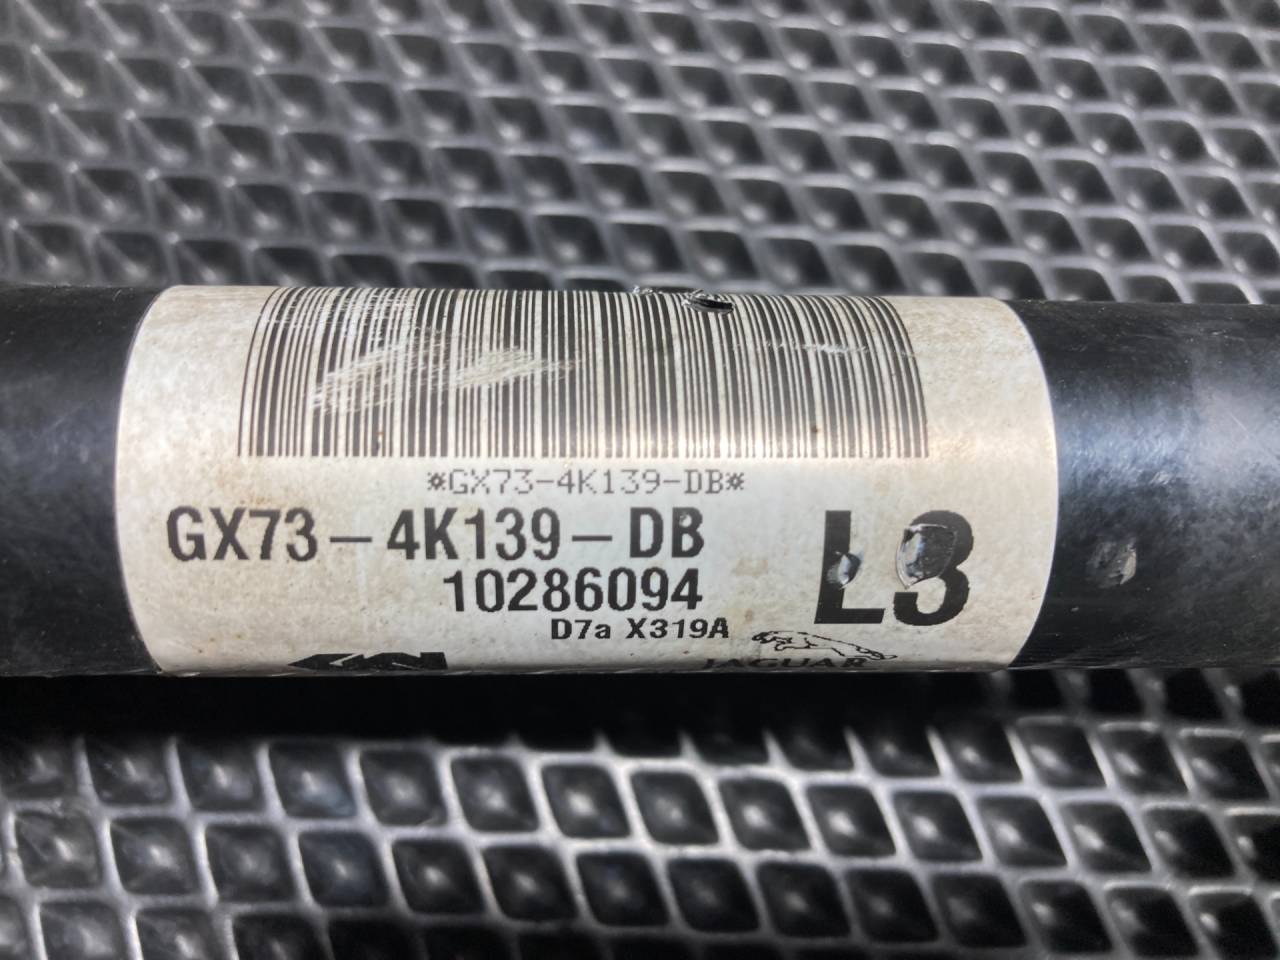 *GX73-4K139-DB*
GX73-4K139-DB
10286094
L3
D7a X319A
JAGUAR